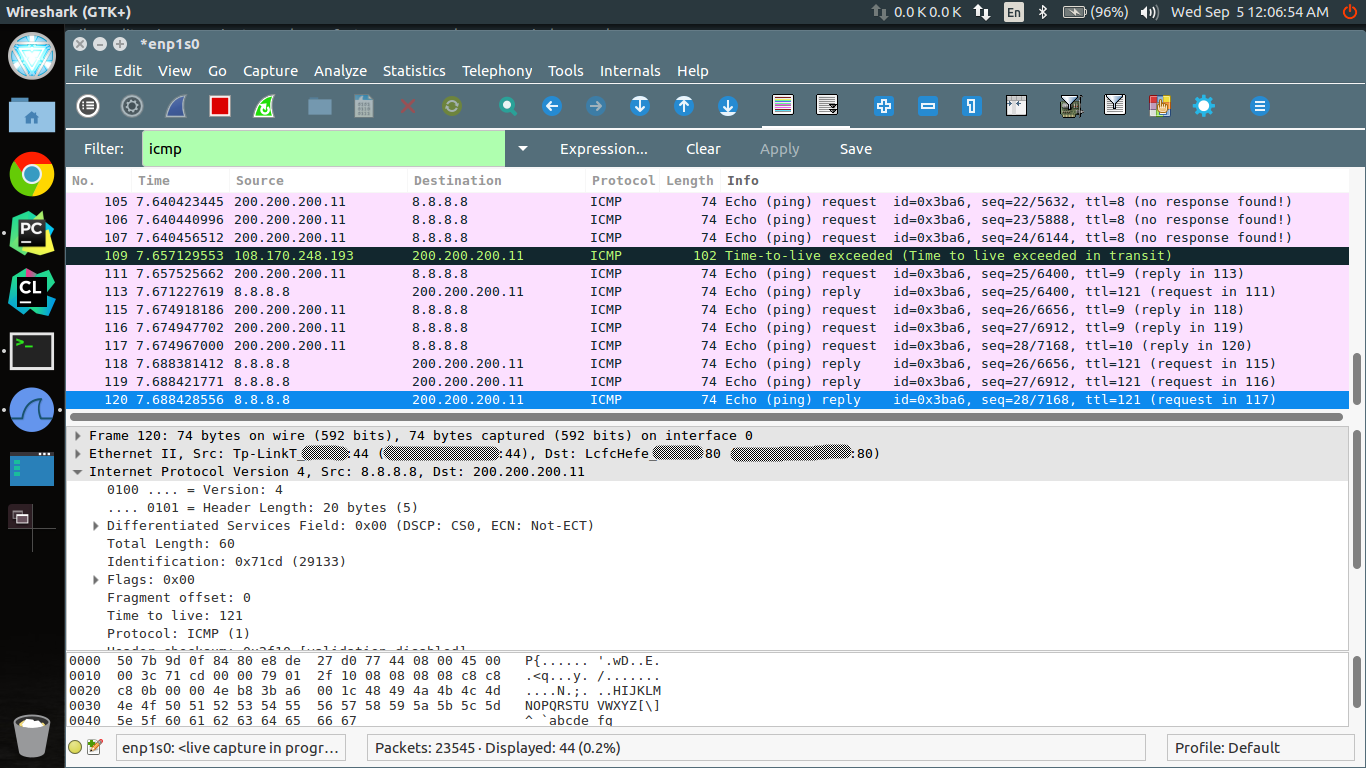 Wireshark (GTK+) 0.0 K 0.0 K En (96%) Wed Sep 5 12:06:54 AM
*enp1s0
File Edit View Go Capture Analyze Statistics Telephony Tools Internals Help
Filter: icmp Expression... Clear Apply Save
No. Time Source Destination Protocol Length Info
105 7.640423445 200.200.200.11 8.8.8.8 ICMP 74 Echo (ping) request id=0x3ba6, seq=22/5632, ttl=8 (no response found!)
106 7.640440996 200.200.200.11 8.8.8.8 ICMP 74 Echo (ping) request id=0x3ba6, seq=23/5888, ttl=8 (no response found!)
107 7.640456512 200.200.200.11 8.8.8.8 ICMP 74 Echo (ping) request id=0x3ba6, seq=24/6144, ttl=8 (no response found!)
109 7.657129553 108.170.248.193 200.200.200.11 ICMP 102 Time-to-live exceeded (Time to live exceeded in transit)
111 7.657525662 200.200.200.11 8.8.8.8 ICMP 74 Echo (ping) request id=0x3ba6, seq=25/6400, ttl=9 (reply in 113)
113 7.671227619 8.8.8.8 200.200.200.11 ICMP 74 Echo (ping) reply id=0x3ba6, seq=25/6400, ttl=121 (request in 111)
115 7.674918186 200.200.200.11 8.8.8.8 ICMP 74 Echo (ping) request id=0x3ba6, seq=26/6656, ttl=9 (reply in 118)
116 7.674947702 200.200.200.11 8.8.8.8 ICMP 74 Echo (ping) request id=0x3ba6, seq=27/6912, ttl=9 (reply in 119)
117 7.674967000 200.200.200.11 8.8.8.8 ICMP 74 Echo (ping) request id=0x3ba6, seq=28/7168, ttl=10 (reply in 120)
118 7.688381412 8.8.8.8 200.200.200.11 ICMP 74 Echo (ping) reply id=0x3ba6, seq=26/6656, ttl=121 (request in 115)
119 7.688421771 8.8.8.8 200.200.200.11 ICMP 74 Echo (ping) reply id=0x3ba6, seq=27/6912, ttl=121 (request in 116)
120 7.688428556 8.8.8.8 200.200.200.11 ICMP 74 Echo (ping) reply id=0x3ba6, seq=28/7168, ttl=121 (request in 117)
Frame 120: 74 bytes on wire (592 bits), 74 bytes captured (592 bits) on interface 0
Ethernet II, Src: Tp-LinkT_ :44 ( :44), Dst: LcfcHefe_ 80 :80)
Internet Protocol Version 4, Src: 8.8.8.8, Dst: 200.200.200.11
0100 .... = Version: 4
.... 0101 = Header Length: 20 bytes (5)
Differentiated Services Field: 0x00 (DSCP: CS0, ECN: Not-ECT)
Total Length: 60
Identification: 0x71cd (29133)
Flags: 0x00
Fragment offset: 0
Time to live: 121
Protocol: ICMP (1)
Header checksum: 0x2f10 [validation disabled]
0000 50 7b 9d 0f 84 80 e8 de 27 d0 77 44 08 00 45 00 P{...... '.wD..E.
0010 00 3c 71 cd 00 00 79 01 2f 10 08 08 08 08 c8 c8 .<q...y. /.......
0020 c8 0b 00 00 4e b8 3b a6 00 1c 48 49 4a 4b 4c 4d ....N.;. ..HIJKLM
0030 4e 4f 50 51 52 53 54 55 56 57 58 59 5a 5b 5c 5d NOPQRSTU VWXYZ[\]
0040 5e 5f 60 61 62 63 64 65 66 67 ^_`abcde fg
enp1s0: <live capture in progr... Packets: 23545 · Displayed: 44 (0.2%) Profile: Default
PC
CL
>_